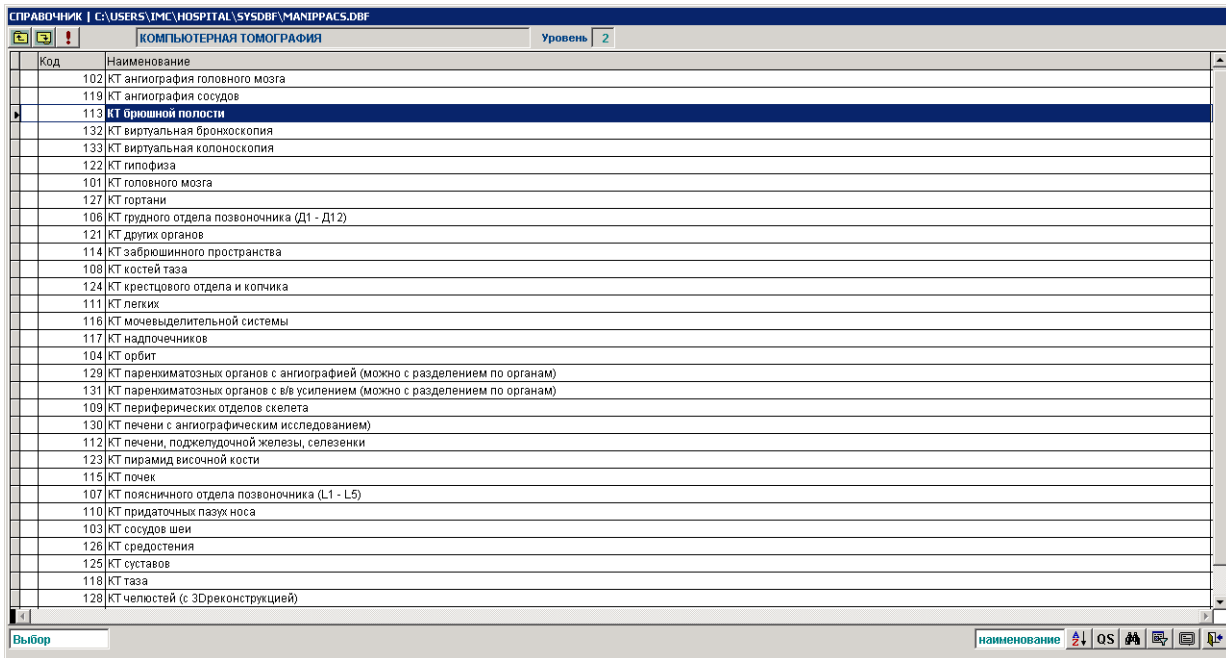 СПРАВОЧНИК | C:\USERS\IMC\HOSPITAL\SYSDBF\MANIPPACS.DBF
КОМПЬЮТЕРНАЯ ТОМОГРАФИЯ Уровень 2
Код Наименование
102 КТ ангиография головного мозга
119 КТ ангиография сосудов
113 КТ брюшной полости
132 КТ виртуальная бронхоскопия
133 КТ виртуальная колоноскопия
122 КТ гипофиза
101 КТ головного мозга
127 КТ гортани
106 КТ грудного отдела позвоночника (Д1 - Д12)
121 КТ других органов
114 КТ забрюшинного пространства
108 КТ костей таза
124 КТ крестцового отдела и копчика
111 КТ легких
116 КТ мочевыделительной системы
117 КТ надпочечников
104 КТ орбит
129 КТ паренхиматозных органов с ангиографией (можно с разделением по органам)
131 КТ паренхиматозных органов с в/в усилением (можно с разделением по органам)
109 КТ периферических отделов скелета
130 КТ печени с ангиографическим исследованием)
112 КТ печени, поджелудочной железы, селезенки
123 КТ пирамид височной кости
115 КТ почек
107 КТ поясничного отдела позвоночника (L1 - L5)
110 КТ придаточных пазух носа
103 КТ сосудов шеи
126 КТ средостения
125 КТ суставов
118 КТ таза
128 КТ челюстей (с 3Dреконструкцией)
Выбор наименование QS